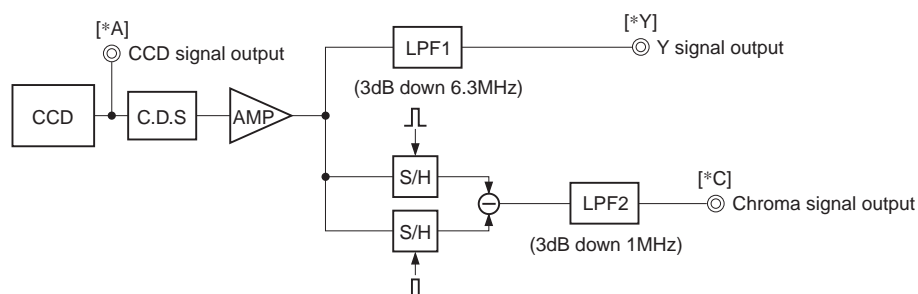 [*A]
CCD signal output
[*Y]
Y signal output
LPF1
(3dB down 6.3MHz)
CCD
C.D.S
AMP
S/H
S/H
LPF2
(3dB down 1MHz)
[*C]
Chroma signal output